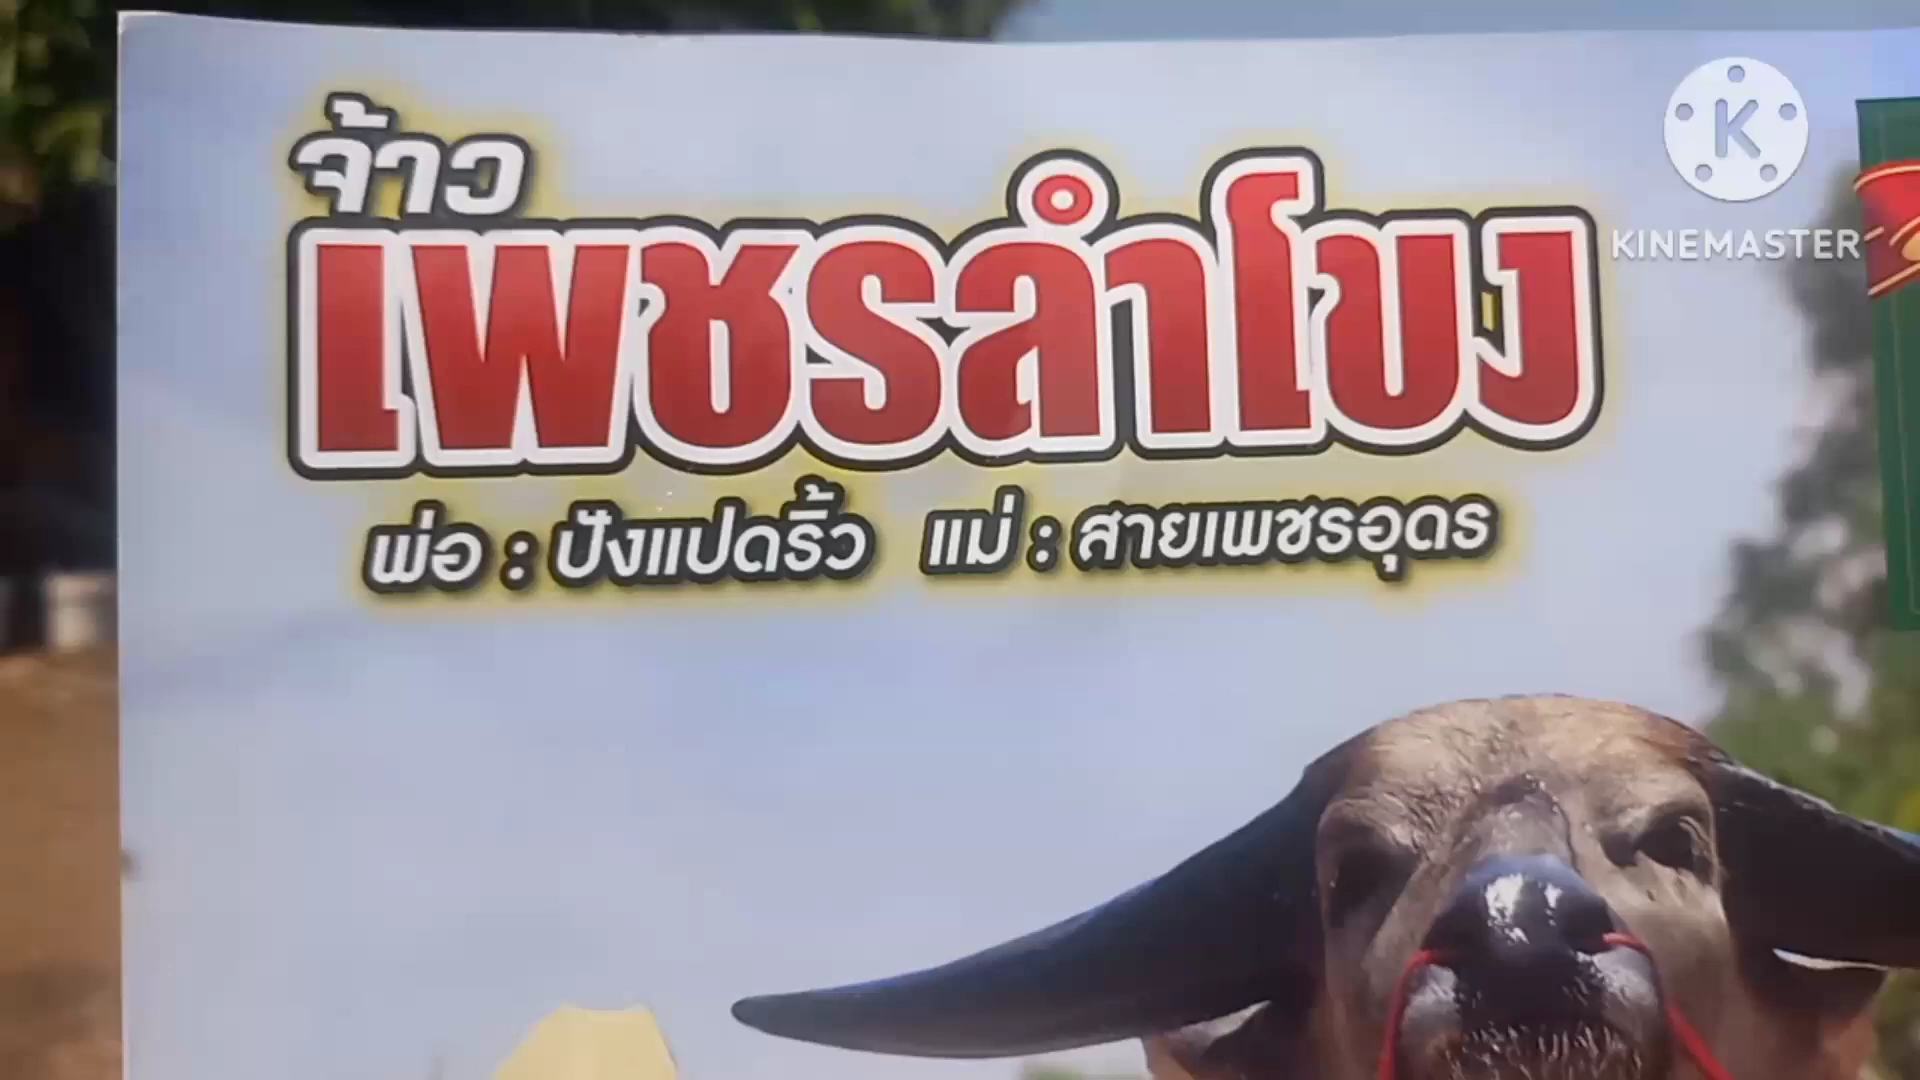 จ้าว
เพชรลำโขง
พ่อ : ปังแปดริ้ว แม่ : สายเพชรอุดร
K
KINEMASTER